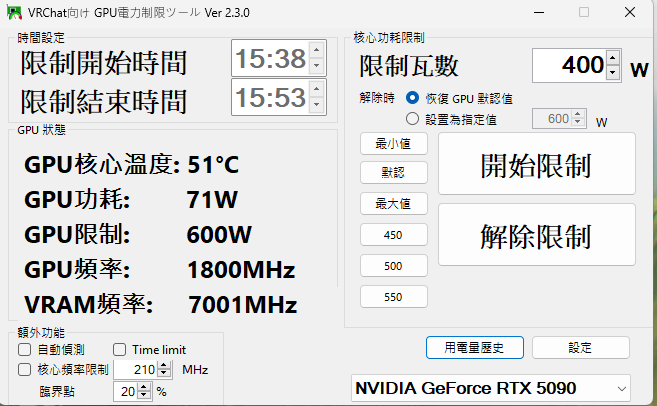 VRChat向け GPU電力制限ツール Ver 2.3.0
時間設定
限制開始時間 15:38
限制結束時間 15:53
GPU 狀態
GPU核心溫度: 51°C
GPU功耗: 71W
GPU限制: 600W
GPU頻率: 1800MHz
VRAM頻率: 7001MHz
額外功能
自動偵測 Time limit
核心頻率限制 210 MHz
臨界點 20 %
核心功耗限制
限制瓦數 400 W
解除時 恢復 GPU 默認值
設置為指定值 600 W
最小值
默認
最大值
450
500
550
開始限制
解除限制
用電量歷史 設定
NVIDIA GeForce RTX 5090